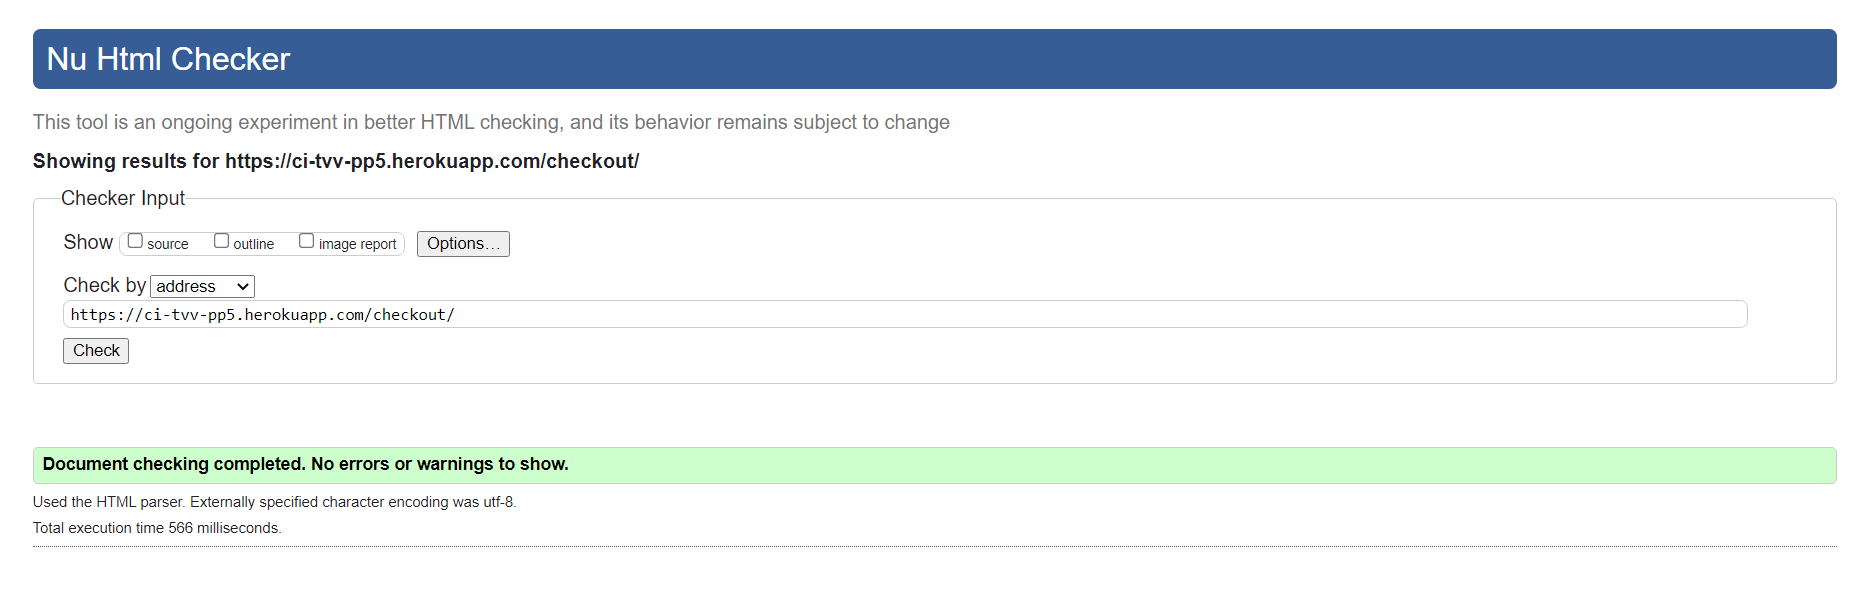 Nu Html Checker
This tool is an ongoing experiment in better HTML checking, and its behavior remains subject to change
Showing results for https://ci-tvv-pp5.herokuapp.com/checkout/
Checker Input
Show source outline image report Options...
Check by address
https://ci-tvv-pp5.herokuapp.com/checkout/
Check
Document checking completed. No errors or warnings to show.
Used the HTML parser. Externally specified character encoding was utf-8.
Total execution time 566 milliseconds.